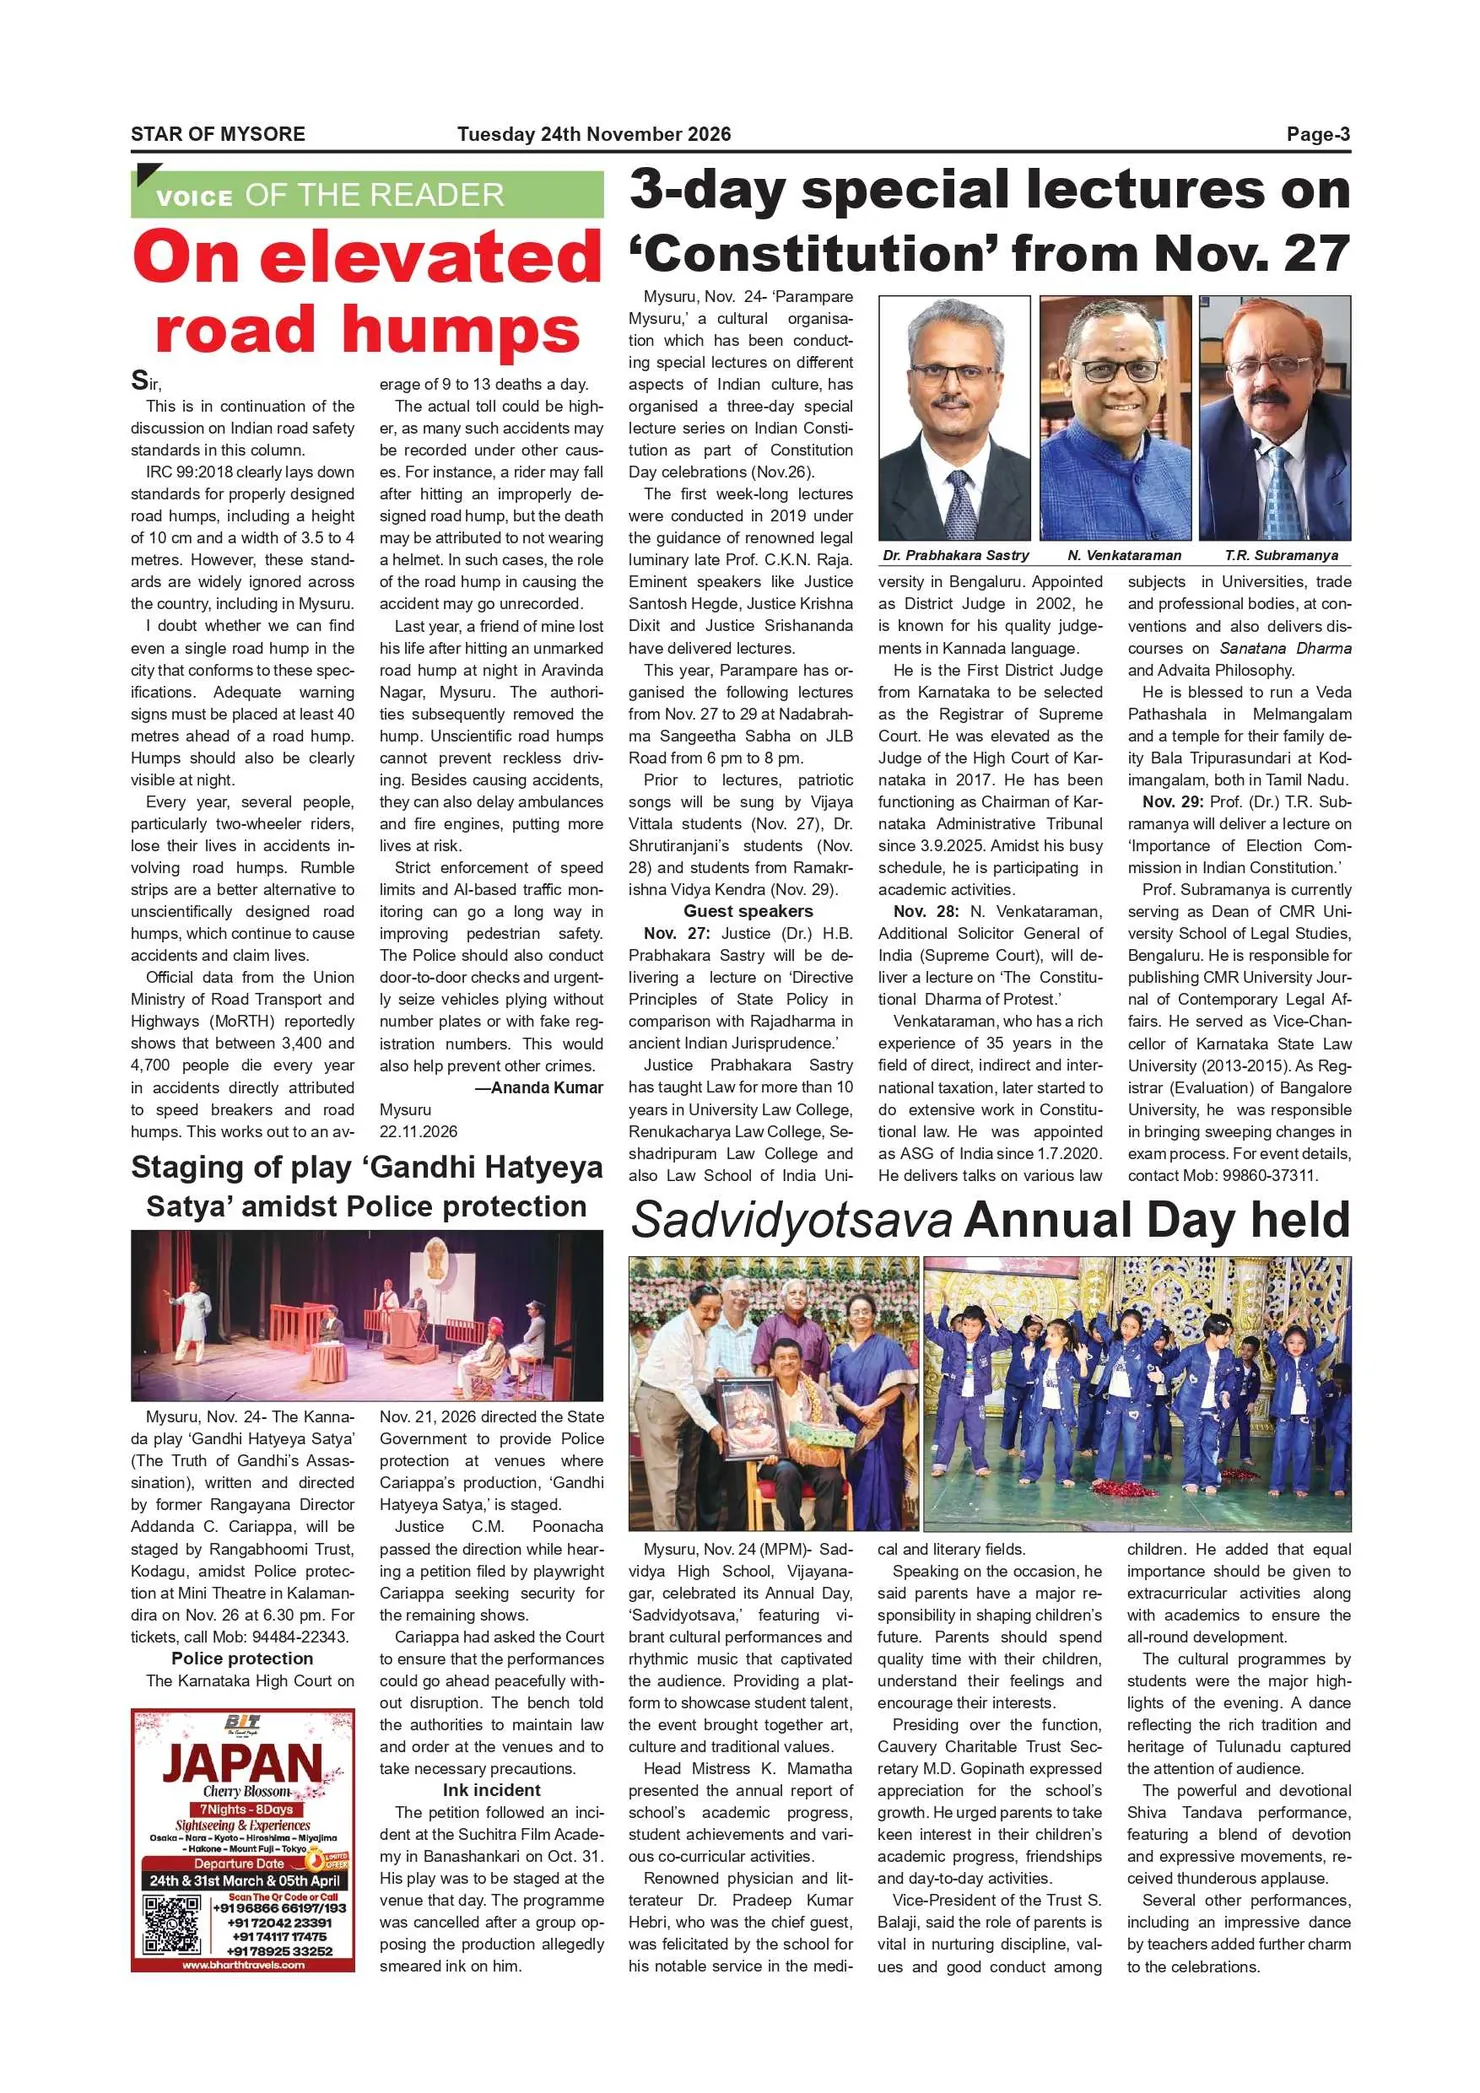 STAR OF MYSORE
Tuesday 24th November 2026
Page-3
VOICE OF THE READER
On elevated
road humps
Sir,
This is in continuation of the
discussion on Indian road safety
standards in this column.
IRC 99:2018 clearly lays down
standards for properly designed
road humps, including a height
of 10 cm and a width of 3.5 to 4
metres. However, these stand-
ards are widely ignored across
the country, including in Mysuru.
I doubt whether we can find
even a single road hump in the
city that conforms to these spec-
ifications. Adequate warning
signs must be placed at least 40
metres ahead of a road hump.
Humps should also be clearly
visible at night.
Every year, several people,
particularly two-wheeler riders,
lose their lives in accidents in-
volving road humps. Rumble
strips are a better alternative to
unscientifically designed road
humps, which continue to cause
accidents and claim lives.
Official data from the Union
Ministry of Road Transport and
Highways (MoRTH) reportedly
shows that between 3,400 and
4,700 people die every year
in accidents directly attributed
to speed breakers and road
humps. This works out to an av-
erage of 9 to 13 deaths a day.
The actual toll could be high-
er, as many such accidents may
be recorded under other caus-
es. For instance, a rider may fall
after hitting an improperly de-
signed road hump, but the death
may be attributed to not wearing
a helmet. In such cases, the role
of the road hump in causing the
accident may go unrecorded.
Last year, a friend of mine lost
his life after hitting an unmarked
road hump at night in Aravinda
Nagar, Mysuru. The authori-
ties subsequently removed the
hump. Unscientific road humps
cannot prevent reckless driv-
ing. Besides causing accidents,
they can also delay ambulances
and fire engines, putting more
lives at risk.
Strict enforcement of speed
limits and AI-based traffic mon-
itoring can go a long way in
improving pedestrian safety.
The Police should also conduct
door-to-door checks and urgent-
ly seize vehicles plying without
number plates or with fake reg-
istration numbers. This would
also help prevent other crimes.
—Ananda Kumar
Mysuru
22.11.2026
3-day special lectures on
‘Constitution’ from Nov. 27
Mysuru, Nov. 24- ‘Parampare
Mysuru,’ a cultural organisa-
tion which has been conduct-
ing special lectures on different
aspects of Indian culture, has
organised a three-day special
lecture series on Indian Consti-
tution as part of Constitution
Day celebrations (Nov.26).
The first week-long lectures
were conducted in 2019 under
the guidance of renowned legal
luminary late Prof. C.K.N. Raja.
Eminent speakers like Justice
Santosh Hegde, Justice Krishna
Dixit and Justice Srishananda
have delivered lectures.
This year, Parampare has or-
ganised the following lectures
from Nov. 27 to 29 at Nadabrah-
ma Sangeetha Sabha on JLB
Road from 6 pm to 8 pm.
Prior to lectures, patriotic
songs will be sung by Vijaya
Vittala students (Nov. 27), Dr.
Shrutiranjani’s students (Nov.
28) and students from Ramakr-
ishna Vidya Kendra (Nov. 29).
Guest speakers
Nov. 27: Justice (Dr.) H.B.
Prabhakara Sastry will be de-
livering a lecture on ‘Directive
Principles of State Policy in
comparison with Rajadharma in
ancient Indian Jurisprudence.’
Justice Prabhakara Sastry
has taught Law for more than 10
years in University Law College,
Renukacharya Law College, Se-
shadripuram Law College and
also Law School of India Uni-
Dr. Prabhakara Sastry
N. Venkataraman
T.R. Subramanya
versity in Bengaluru. Appointed
as District Judge in 2002, he
is known for his quality judge-
ments in Kannada language.
He is the First District Judge
from Karnataka to be selected
as the Registrar of Supreme
Court. He was elevated as the
Judge of the High Court of Kar-
nataka in 2017. He has been
functioning as Chairman of Kar-
nataka Administrative Tribunal
since 3.9.2025. Amidst his busy
schedule, he is participating in
academic activities.
Nov. 28: N. Venkataraman,
Additional Solicitor General of
India (Supreme Court), will de-
liver a lecture on ‘The Constitu-
tional Dharma of Protest.’
Venkataraman, who has a rich
experience of 35 years in the
field of direct, indirect and inter-
national taxation, later started to
do extensive work in Constitu-
tional law. He was appointed
as ASG of India since 1.7.2020.
He delivers talks on various law
subjects in Universities, trade
and professional bodies, at con-
ventions and also delivers dis-
courses on Sanatana Dharma
and Advaita Philosophy.
He is blessed to run a Veda
Pathashala in Melmangalam
and a temple for their family de-
ity Bala Tripurasundari at Kod-
imangalam, both in Tamil Nadu.
Nov. 29: Prof. (Dr.) T.R. Sub-
ramanya will deliver a lecture on
‘Importance of Election Com-
mission in Indian Constitution.’
Prof. Subramanya is currently
serving as Dean of CMR Uni-
versity School of Legal Studies,
Bengaluru. He is responsible for
publishing CMR University Jour-
nal of Contemporary Legal Af-
fairs. He served as Vice-Chan-
cellor of Karnataka State Law
University (2013-2015). As Reg-
istrar (Evaluation) of Bangalore
University, he was responsible
in bringing sweeping changes in
exam process. For event details,
contact Mob: 99860-37311.
Staging of play ‘Gandhi Hatyeya
Satya’ amidst Police protection
Mysuru, Nov. 24- The Kanna-
da play ‘Gandhi Hatyeya Satya’
(The Truth of Gandhi’s Assas-
sination), written and directed
by former Rangayana Director
Addanda C. Cariappa, will be
staged by Rangabhoomi Trust,
Kodagu, amidst Police protec-
tion at Mini Theatre in Kalaman-
dira on Nov. 26 at 6.30 pm. For
tickets, call Mob: 94484-22343.
Police protection
The Karnataka High Court on
Nov. 21, 2026 directed the State
Government to provide Police
protection at venues where
Cariappa’s production, ‘Gandhi
Hatyeya Satya,’ is staged.
Justice C.M. Poonacha
passed the direction while hear-
ing a petition filed by playwright
Cariappa seeking security for
the remaining shows.
Cariappa had asked the Court
to ensure that the performances
could go ahead peacefully with-
out disruption. The bench told
the authorities to maintain law
and order at the venues and to
take necessary precautions.
Ink incident
The petition followed an inci-
dent at the Suchitra Film Acade-
my in Banashankari on Oct. 31.
His play was to be staged at the
venue that day. The programme
was cancelled after a group op-
posing the production allegedly
smeared ink on him.
BIT
JAPAN
Cherry Blossom
7Nights - 8Days
Sightseeing & Experiences
Osaka – Nara – Kyoto – Hiroshima – Miyajima
- Hakone – Mount Fuji – Tokyo
LIMITED
OFFER
Departure Date
24th & 31st March & 05th April
Scan The Qr Code or Call
+91 96866 66197/193
+91 72042 23391
+91 74117 17475
+91 78925 33252
www.bharthtravels.com
Sadvidyotsava Annual Day held
Mysuru, Nov. 24 (MPM)- Sad-
vidya High School, Vijayana-
gar, celebrated its Annual Day,
‘Sadvidyotsava,’ featuring vi-
brant cultural performances and
rhythmic music that captivated
the audience. Providing a plat-
form to showcase student talent,
the event brought together art,
culture and traditional values.
Head Mistress K. Mamatha
presented the annual report of
school’s academic progress,
student achievements and vari-
ous co-curricular activities.
Renowned physician and lit-
terateur Dr. Pradeep Kumar
Hebri, who was the chief guest,
was felicitated by the school for
his notable service in the medi-
cal and literary fields.
Speaking on the occasion, he
said parents have a major re-
sponsibility in shaping children’s
future. Parents should spend
quality time with their children,
understand their feelings and
encourage their interests.
Presiding over the function,
Cauvery Charitable Trust Sec-
retary M.D. Gopinath expressed
appreciation for the school’s
growth. He urged parents to take
keen interest in their children’s
academic progress, friendships
and day-to-day activities.
Vice-President of the Trust S.
Balaji, said the role of parents is
vital in nurturing discipline, val-
ues and good conduct among
children. He added that equal
importance should be given to
extracurricular activities along
with academics to ensure the
all-round development.
The cultural programmes by
students were the major high-
lights of the evening. A dance
reflecting the rich tradition and
heritage of Tulunadu captured
the attention of audience.
The powerful and devotional
Shiva Tandava performance,
featuring a blend of devotion
and expressive movements, re-
ceived thunderous applause.
Several other performances,
including an impressive dance
by teachers added further charm
to the celebrations.